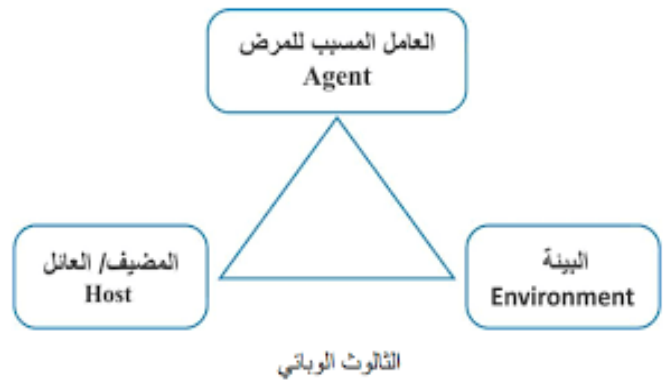 العامل المسبب للمرض
Agent
المضيف/ العائل
Host
البيئة
Environment
الثالوث الوبائي